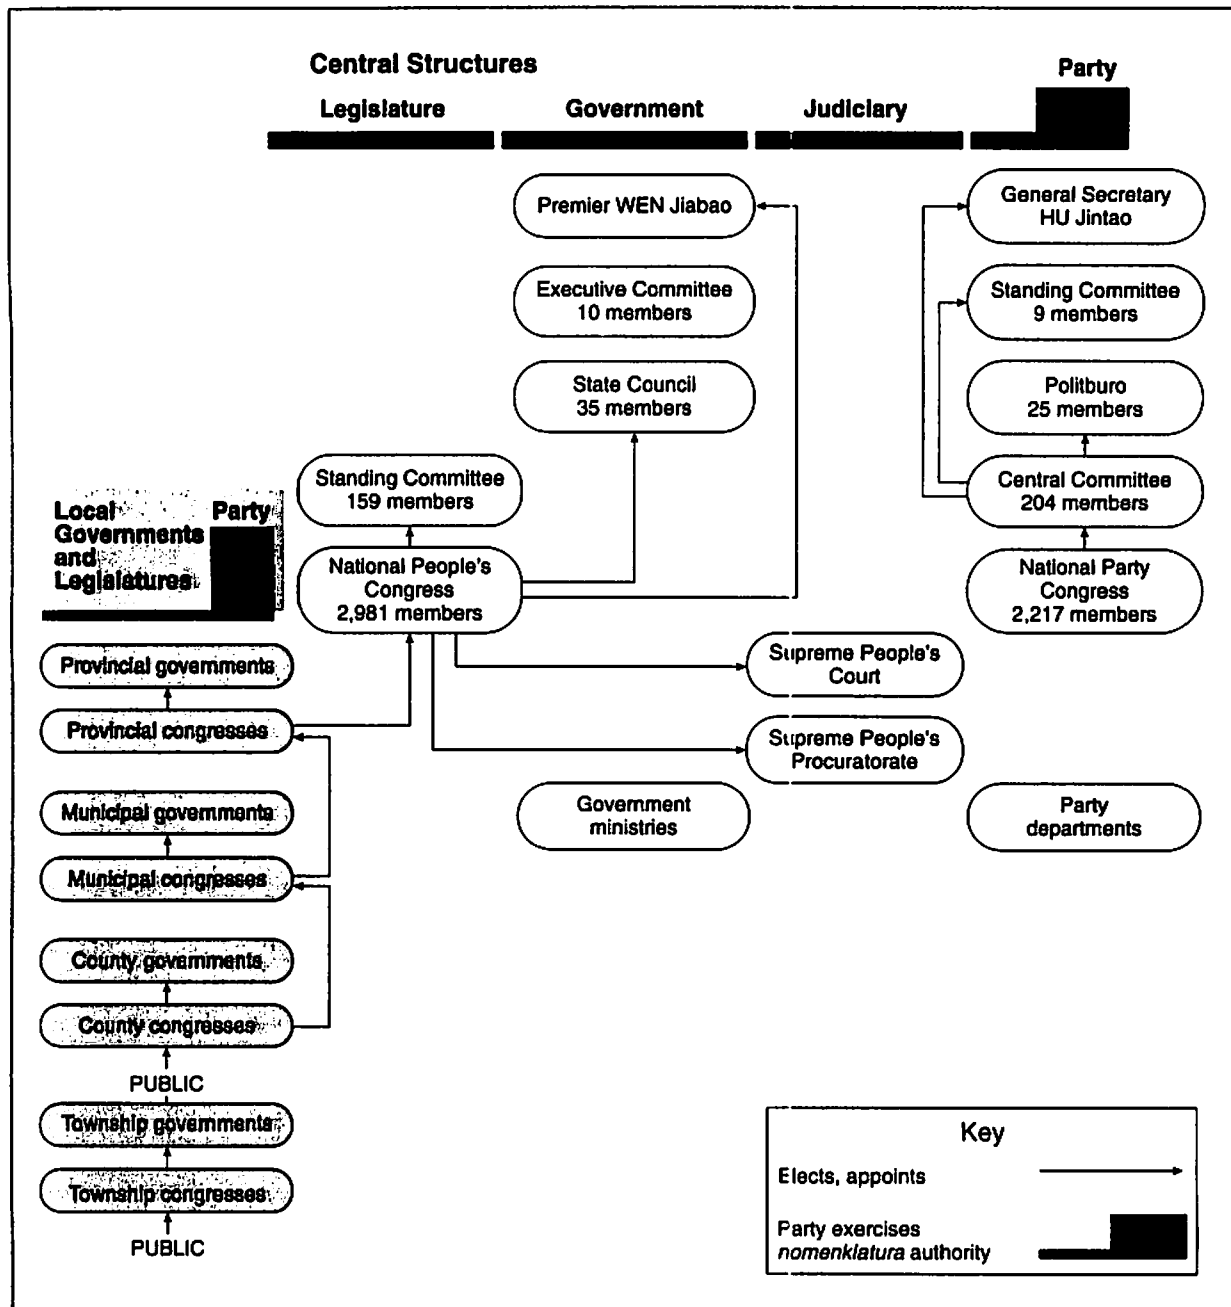 Central Structures
Party
Legislature
Government
Judiciary
Premier WEN Jiabao
General Secretary
HU Jintao
Executive Committee
10 members
Standing Committee
9 members
State Council
35 members
Politburo
25 members
Standing Committee
159 members
Central Committee
204 members
Local
Governments
and
Legislatures
Party
National People's
Congress
2,981 members
National Party
Congress
2,217 members
Provincial governments
Supreme People's
Court
Provincial congresses
Supreme People's
Procuratorate
Municipal governments
Government
ministries
Party
departments
Municipal congresses
County governments
County congresses
PUBLIC
Township governments
Township congresses
PUBLIC
Key
Elects, appoints
Party exercises
nomenklatura authority